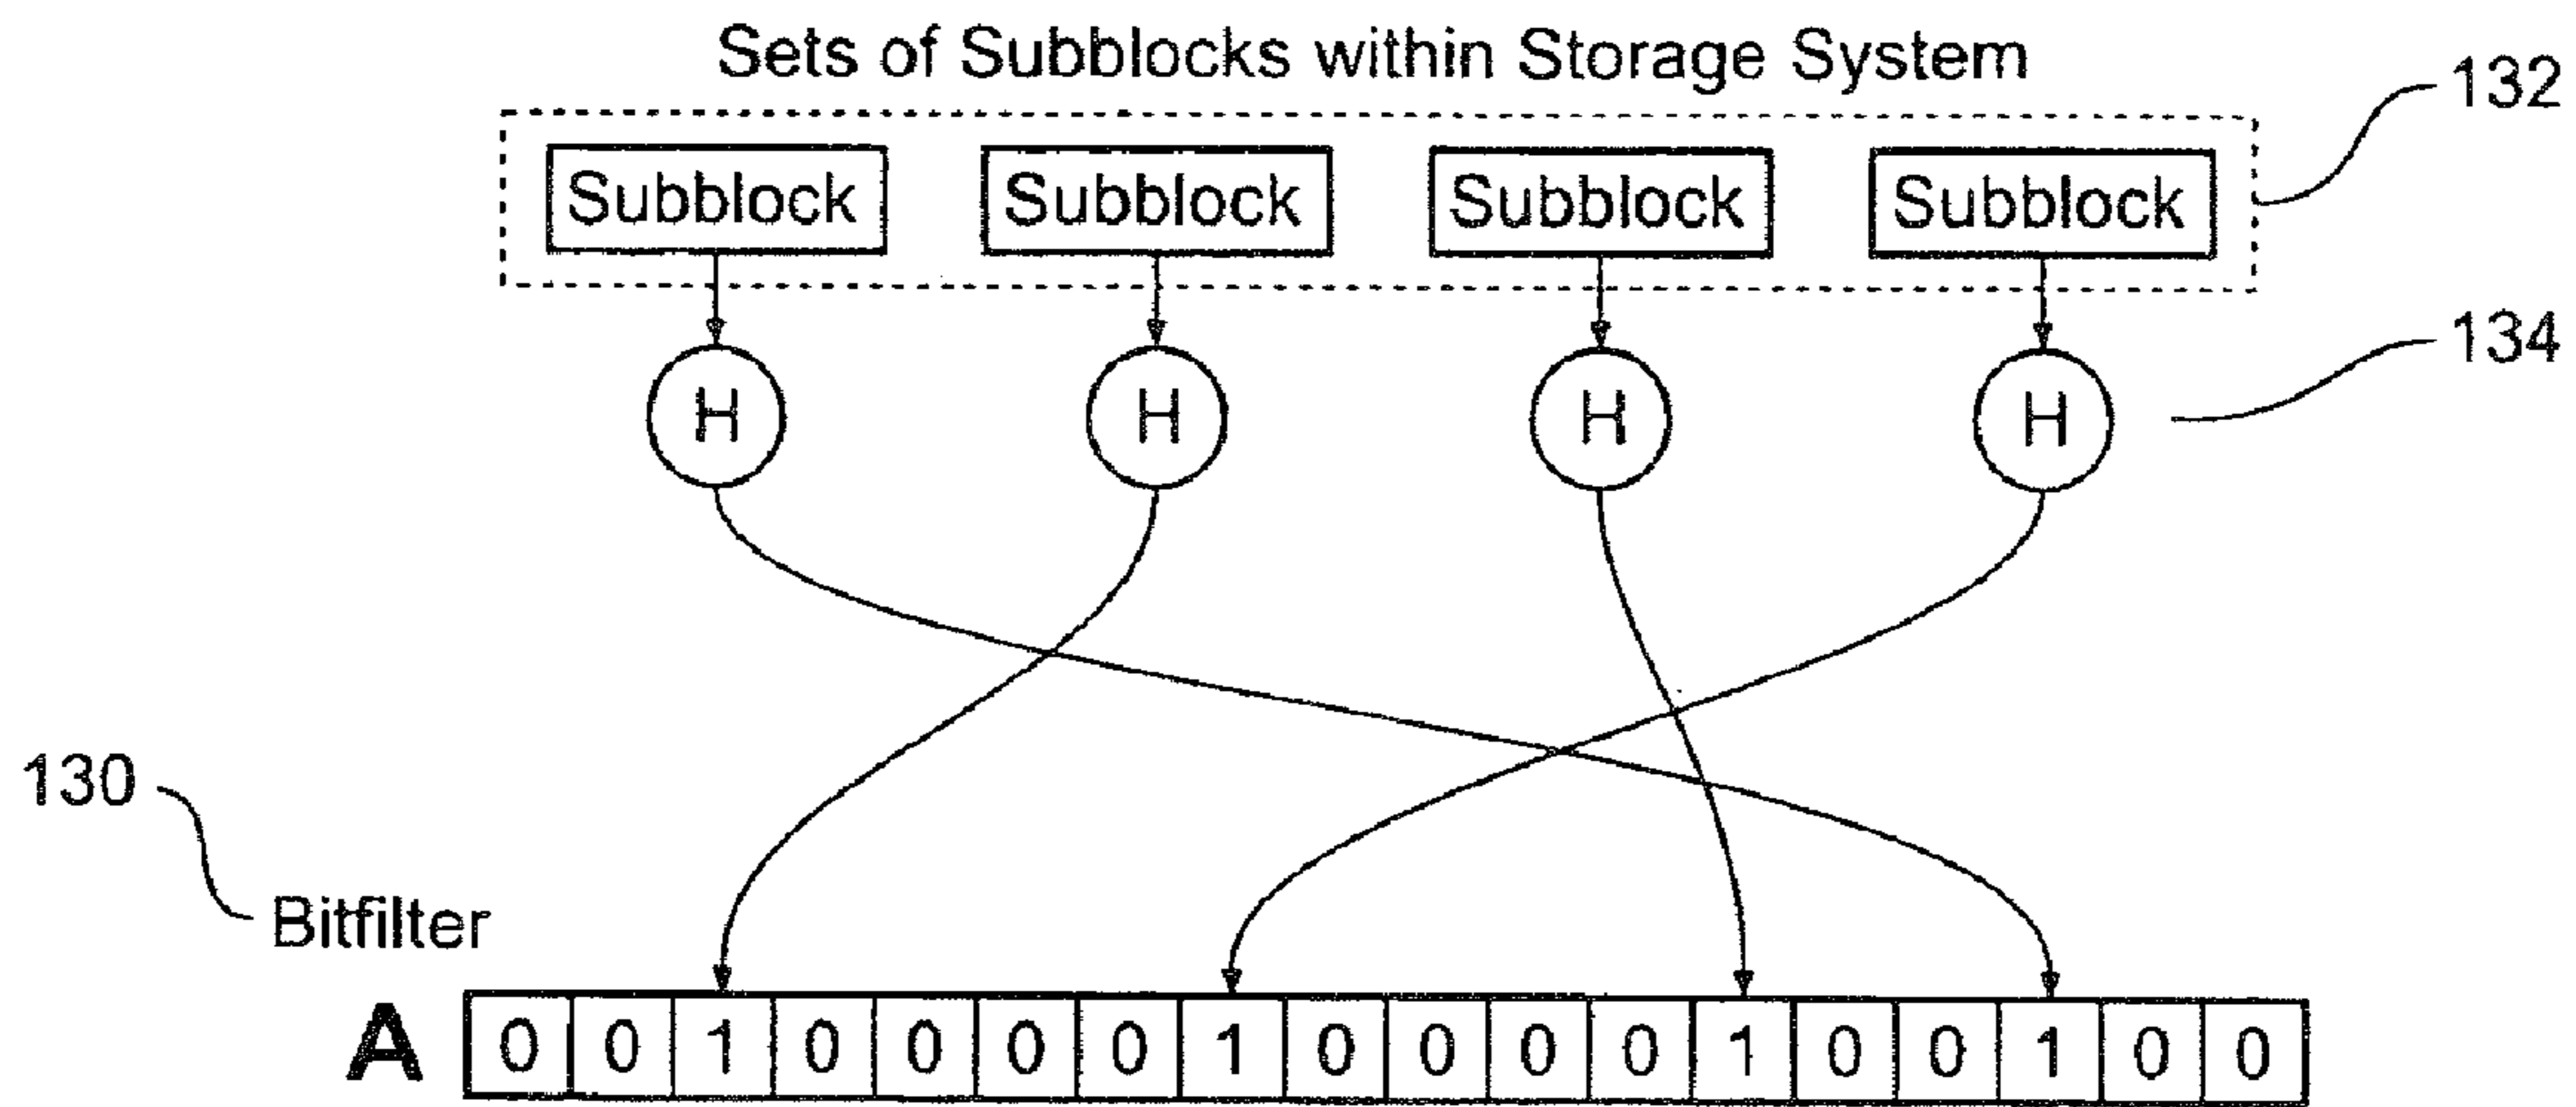 Sets of Subblocks within Storage System
132
Subblock Subblock Subblock Subblock
134
H H H H
130
Bitfilter
A 0 0 1 0 0 0 0 1 0 0 0 0 1 0 0 1 0 0